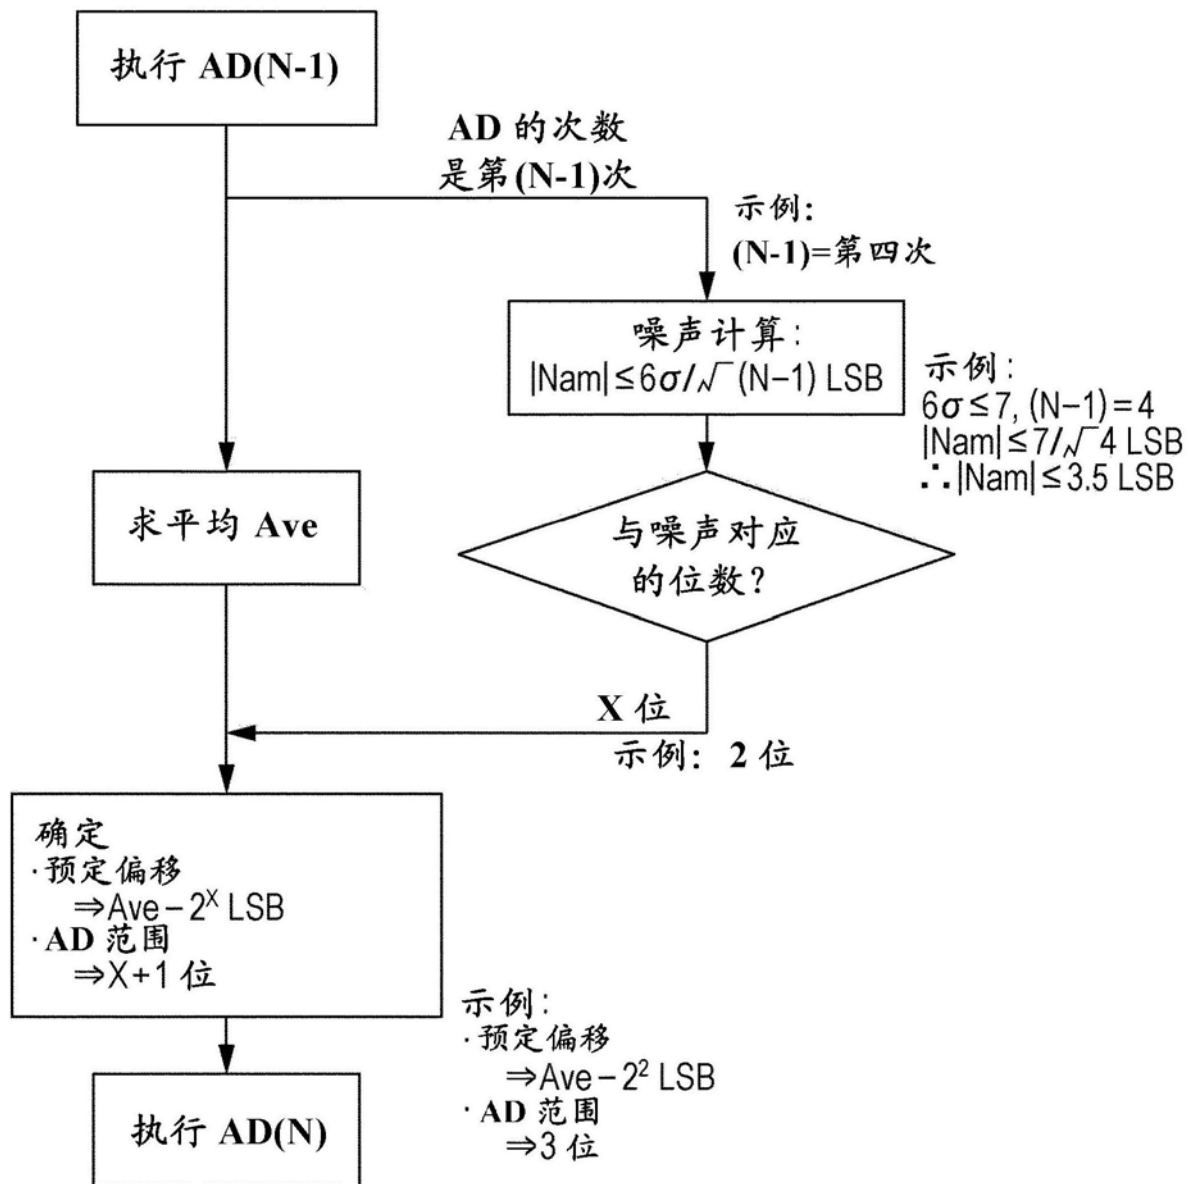 执行 AD(N-1)
AD 的次数
是第(N-1)次
示例：
(N-1)=第四次
噪声计算：
|Nam|≤6σ/√(N−1) LSB
示例：
6σ≤7, (N−1)=4
|Nam|≤7/√4 LSB
∴|Nam|≤3.5 LSB
求平均 Ave
与噪声对应
的位数？
X 位
示例： 2 位
确定
·预定偏移
⇒Ave−2ˣ LSB
·AD 范围
⇒X+1 位
示例：
·预定偏移
⇒Ave−2² LSB
·AD 范围
⇒3 位
执行 AD(N)